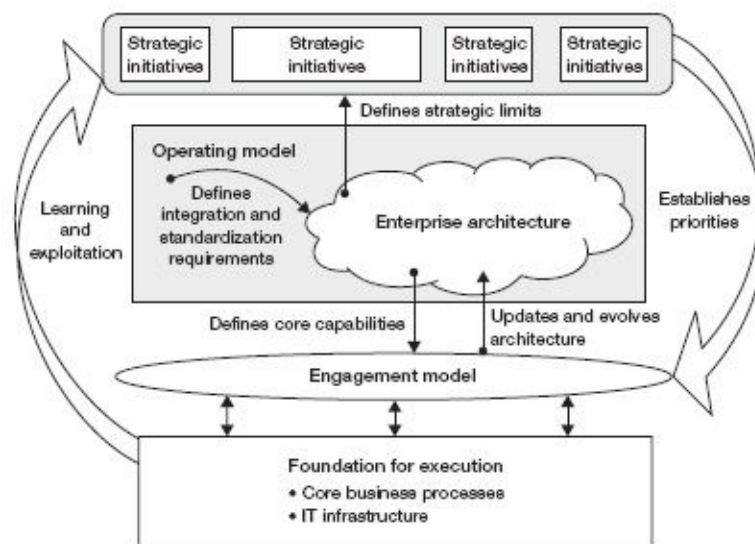 Strategic
initiatives
Strategic
initiatives
Strategic
initiatives
Strategic
initiatives
Defines strategic limits
Operating model
Defines
integration and
standardization
requirements
Enterprise architecture
Learning
and
exploitation
Establishes
priorities
Defines core capabilities
Updates and evolves
architecture
Engagement model
Foundation for execution
• Core business processes
• IT infrastructure